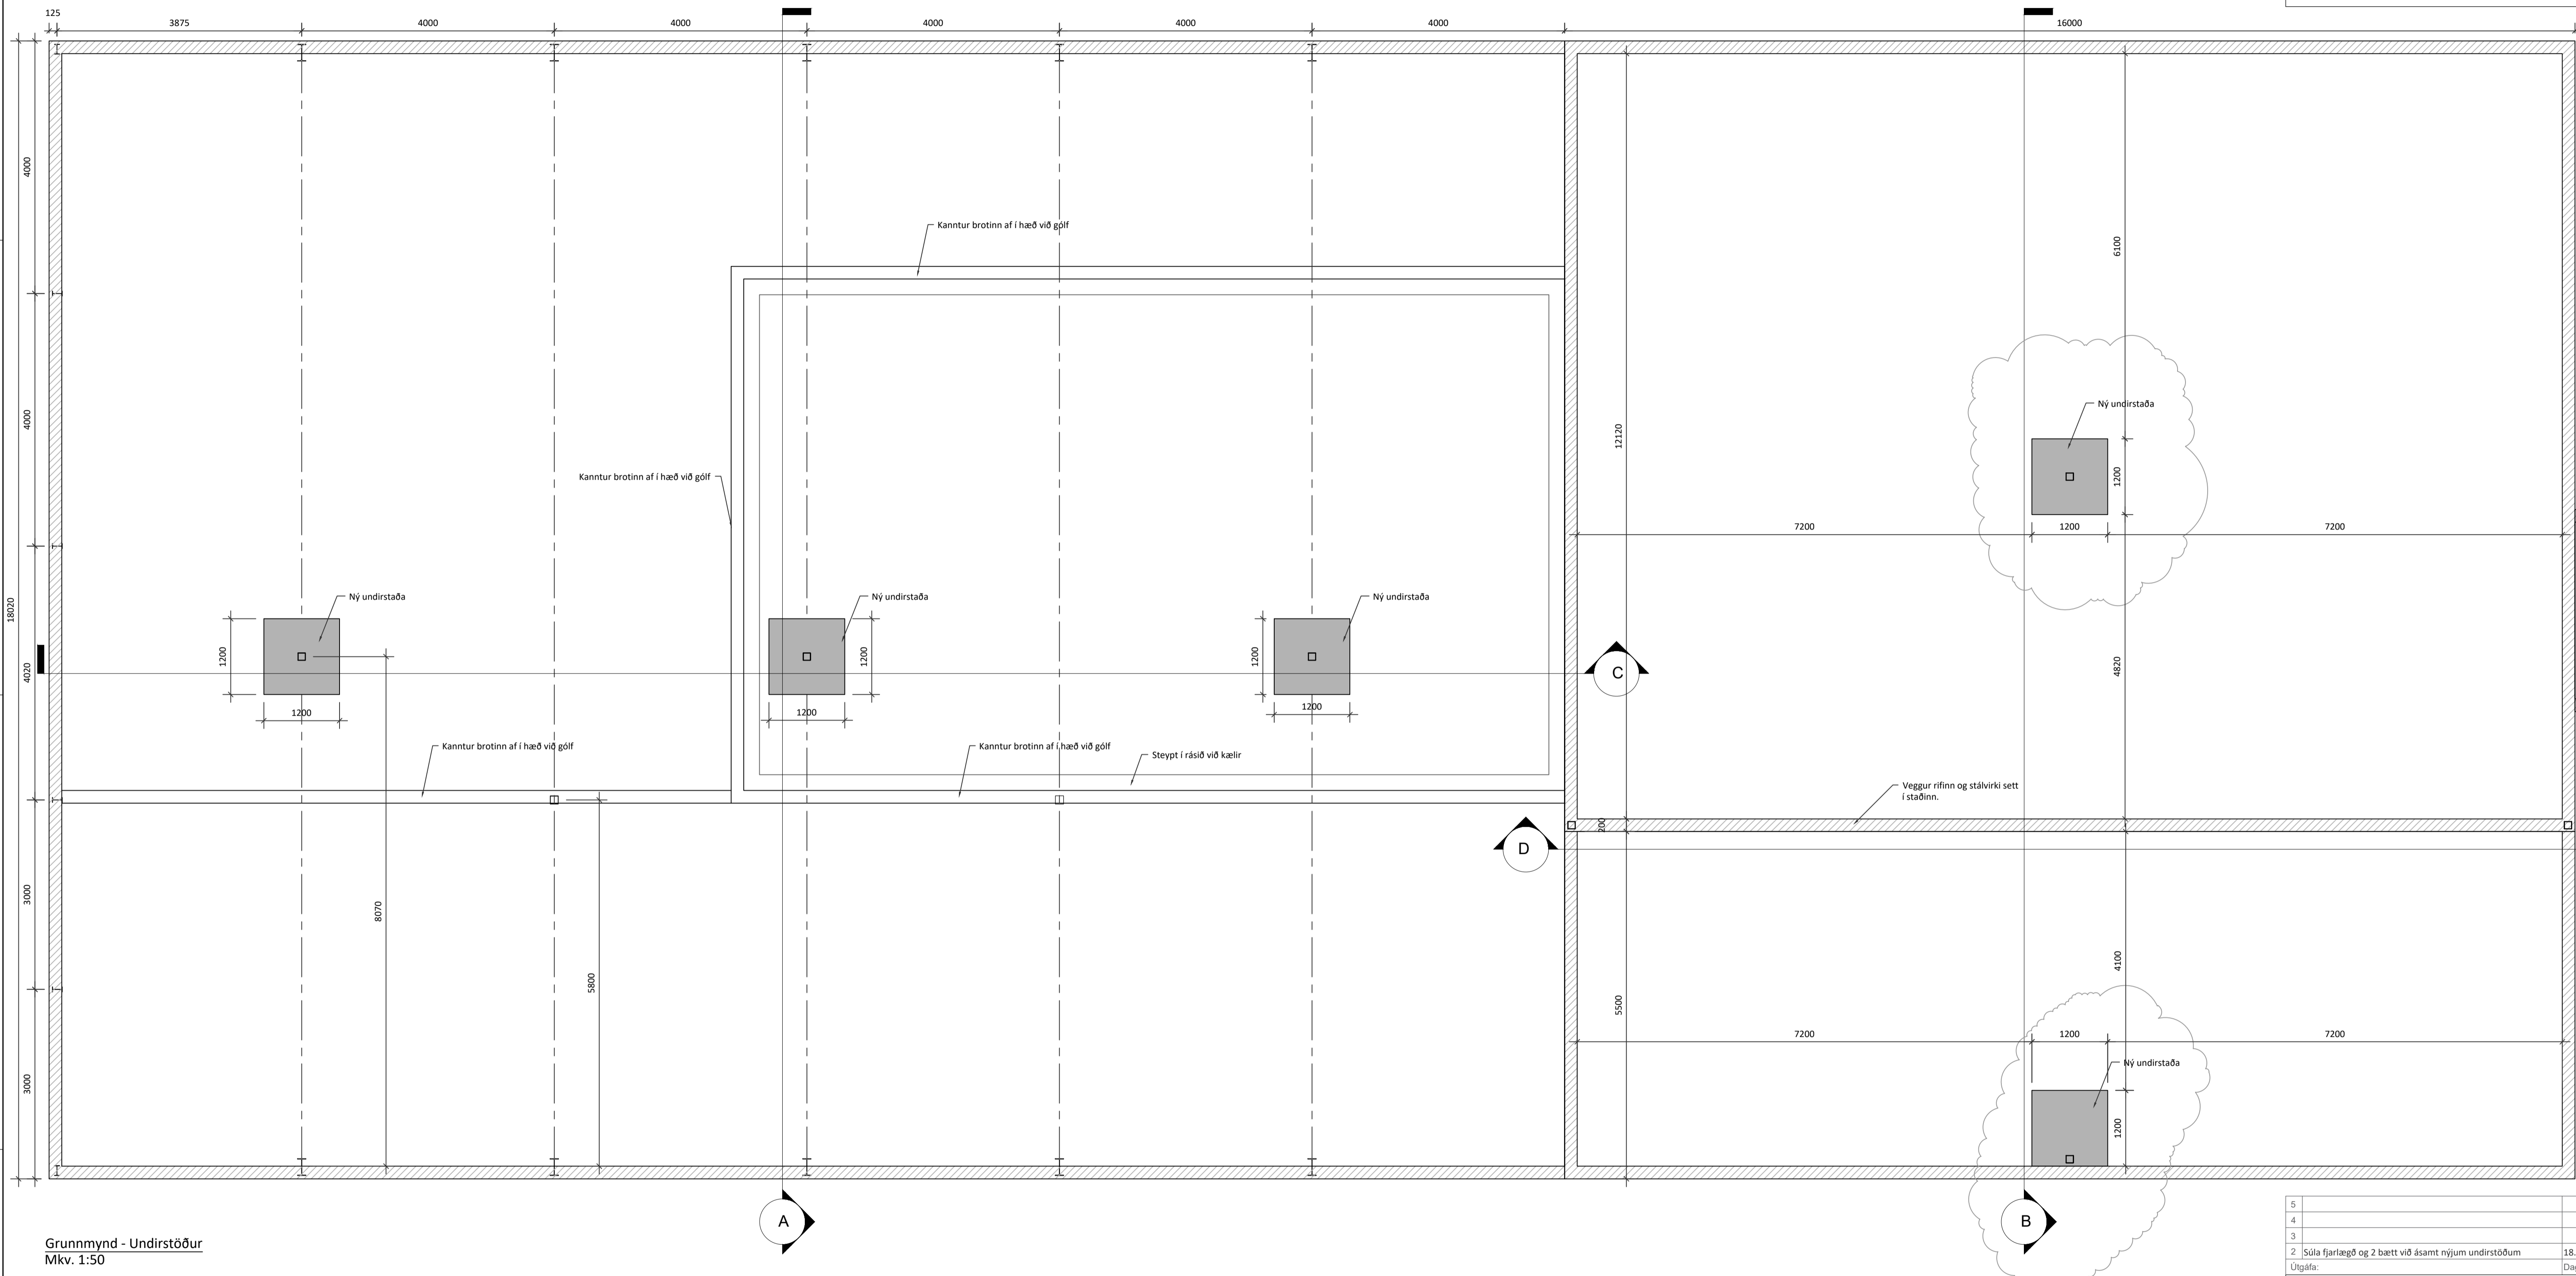 125
3875
4000
4000
4000
4000
4000
16000
4000
4000
4020
3000
3000
18020
Kanntur brotinn af í hæð við gólf
Kanntur brotinn af í hæð við gólf
Ný undirstaða
1200
1200
Ný undirstaða
1200
1200
Ný undirstaða
1200
1200
Kanntur brotinn af í hæð við gólf
Kanntur brotinn af í hæð við gólf
Steypt í rásið við kælir
8070
5800
12120
6100
Ný undirstaða
1200
7200
1200
7200
C
4820
Veggur rifinn og stálvirki sett
í staðinn.
200
D
4100
5500
7200
1200
7200
Ný undirstaða
1200
A
B
Grunnmynd - Undirstöður
Mkv. 1:50
5
4
3
2 Súla fjarlægð og 2 bætt við ásamt nýjum undirstöðum 18.
Útgáfa: